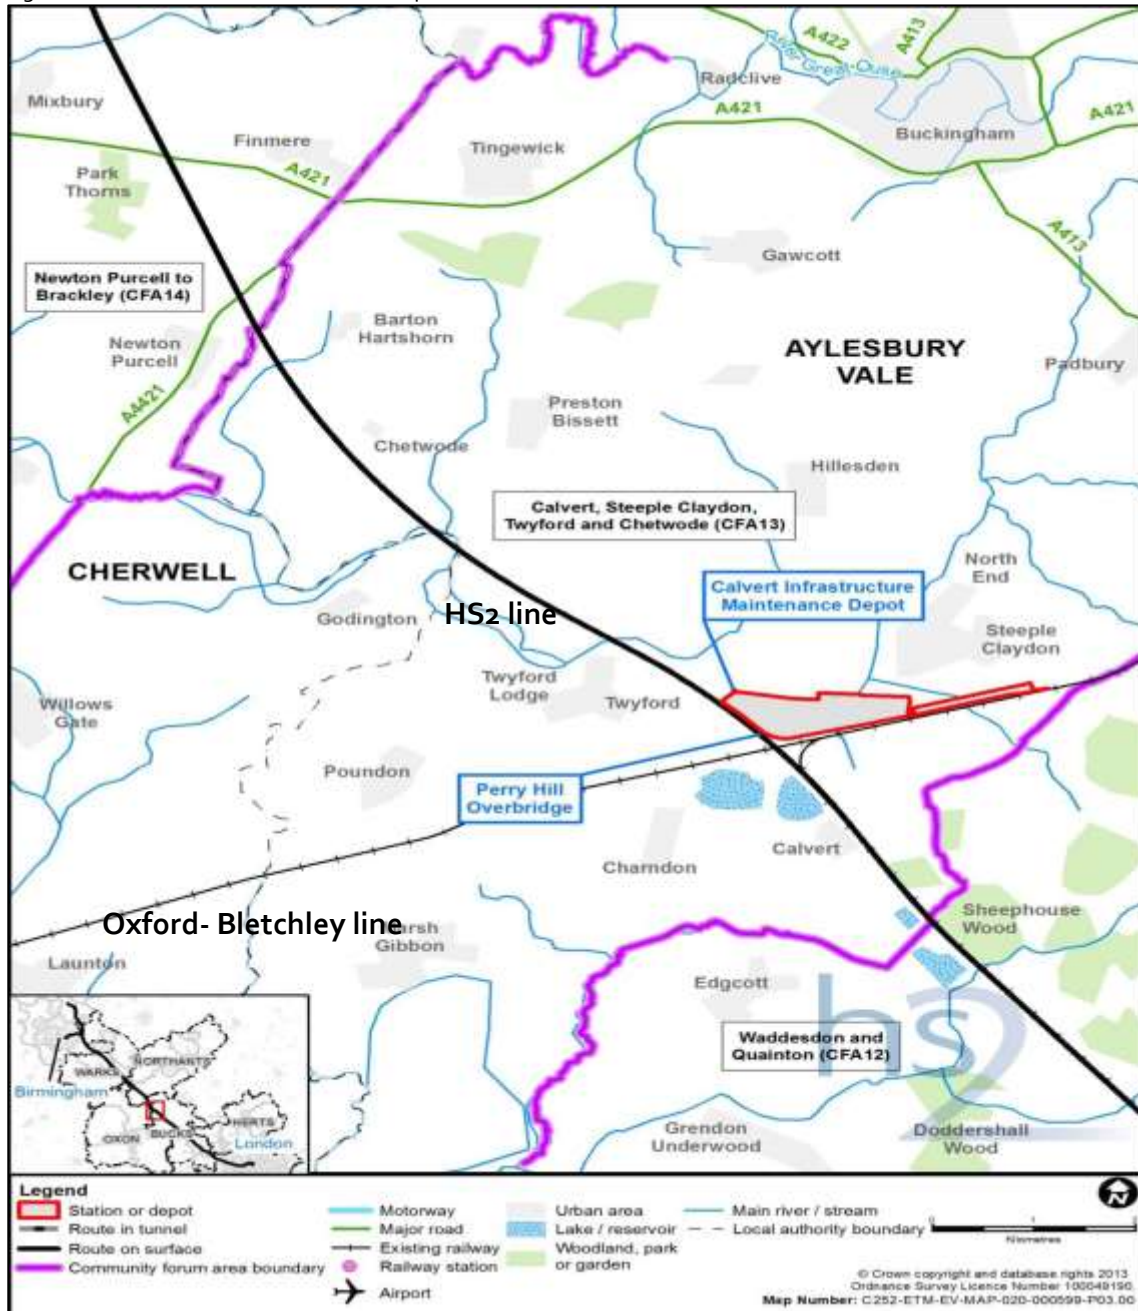 Mixbury
Finmere
Tingewick
Radclive
A422
A413
River Great Ouse
A421
Buckingham
A421
A421
Park
Thorns
Gawcott
A413
Newton Purcell to
Brackley (CFA14)
Barton
Hartshorn
AYLESBURY
VALE
Padbury
Newton
Purcell
A4421
Preston
Bissett
Chetwode
Hillesden
Calvert, Steeple Claydon,
Twyford and Chetwode (CFA13)
CHERWELL
North
End
Calvert Infrastructure
Maintenance Depot
Godington
HS2 line
Steeple
Claydon
Twyford
Lodge
Twyford
Willows
Gate
Poundon
Perry Hill
Overbridge
Charndon
Calvert
Oxford- Bletchley line
Gibbon
Sheephouse
Wood
Launton
Edgcott
hs2
Waddesdon and
Quainton (CFA12)
Grendon
Underwood
Doddershall
Wood
NORTHANTS
WARKS
Birmingham
HERTS
OXON
BUCKS
London
Legend
Station or depot
Route in tunnel
Route on surface
Community forum area boundary
Motorway
Major road
Existing railway
Railway station
Airport
Urban area
Lake / reservoir
Woodland, park
or garden
Main river / stream
Local authority boundary
N
0 1
Kilometres
© Crown copyright and database rights 2013
Ordnance Survey Licence Number 100049190
Map Number: C252-ETM-EV-MAP-020-000599-P03.00